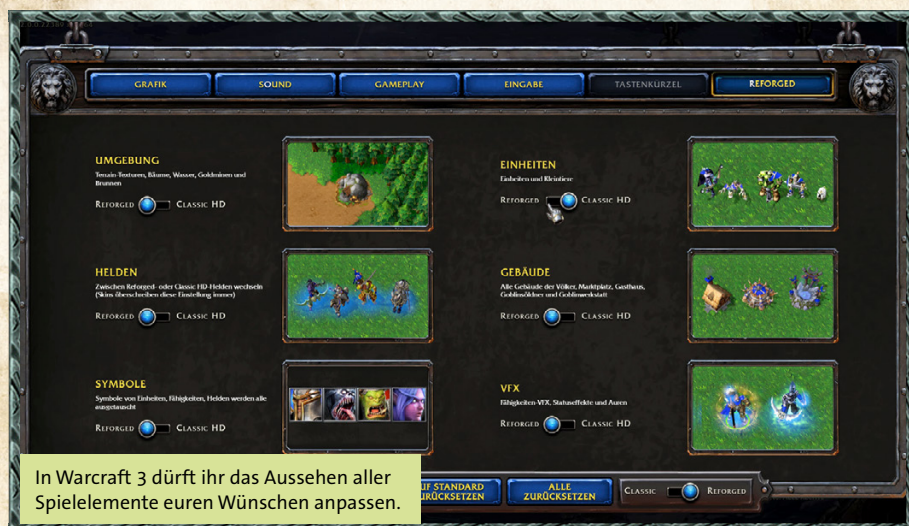 GRAFIK
SOUND
GAMEPLAY
EINGABE
TASTENKÜRZEL
REFORGED
UMGEBUNG
Terrain-Texturen, Bäume, Wasser, Goldminen und
Brunnen
REFORGED CLASSIC HD
EINHEITEN
Einheiten und Kleintiere
REFORGED CLASSIC HD
HELDEN
Zwischen Reforged- oder Classic HD-Helden wechseln
(Skins überschreiben diese Einstellung immer)
REFORGED CLASSIC HD
GEBÄUDE
Alle Gebäude der Völker, Marktplatz, Gasthaus,
Goblinsöldner und Goblinwerkstatt
REFORGED CLASSIC HD
SYMBOLE
Symbole von Einheiten, Fähigkeiten, Helden werden alle
ausgetauscht
REFORGED CLASSIC HD
VFX
Fähigkeiten-VFX, Statuseffekte und Auren
REFORGED CLASSIC HD
UF STANDARD
URÜCKSETZEN
ALLE
ZURÜCKSETZEN
CLASSIC REFORGED
In Warcraft 3 dürft ihr das Aussehen aller
Spielelemente euren Wünschen anpassen.